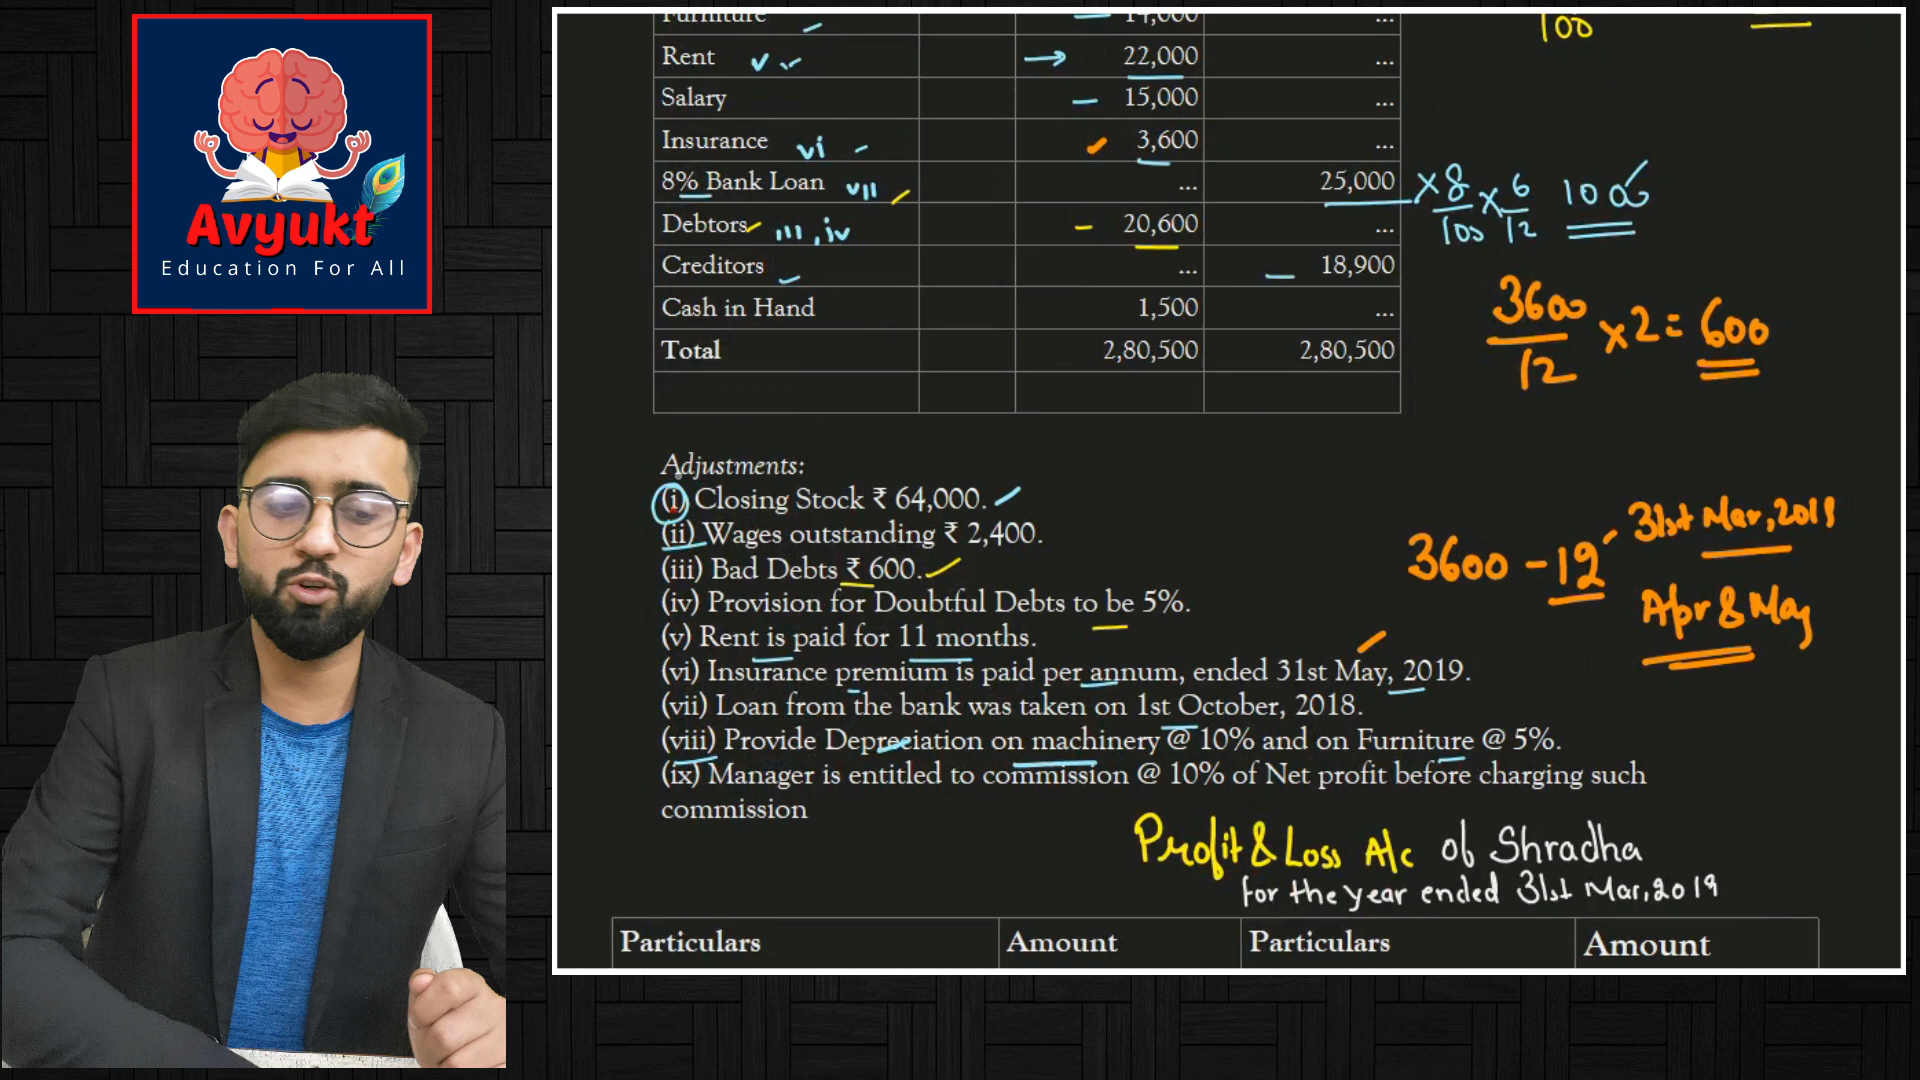 Avyukt
Education For All
Furniture 14,000 ...
100
Rent v 22,000 ...
Salary 15,000 ...
Insurance vi 3,600 ...
8% Bank Loan vii ... 25,000 × 8/100 × 6/12
Debtors iii, iv 20,600 ...
Creditors ... 18,900
Cash in Hand 1,500 ...
Total 2,80,500 2,80,500
3600/12 × 2 = 600
Adjustments:
(i) Closing Stock ₹ 64,000.
(ii) Wages outstanding ₹ 2,400.
(iii) Bad Debts ₹ 600.
(iv) Provision for Doubtful Debts to be 5%.
(v) Rent is paid for 11 months.
(vi) Insurance premium is paid per annum, ended 31st May, 2019.
(vii) Loan from the bank was taken on 1st October, 2018.
(viii) Provide Depreciation on machinery @ 10% and on Furniture @ 5%.
(ix) Manager is entitled to commission @ 10% of Net profit before charging such
commission
3600 - 12
31st Mar, 2019
Apr & May
Profit & Loss A/c of Shradha
for the year ended 31st Mar, 2019
Particulars Amount Particulars Amount